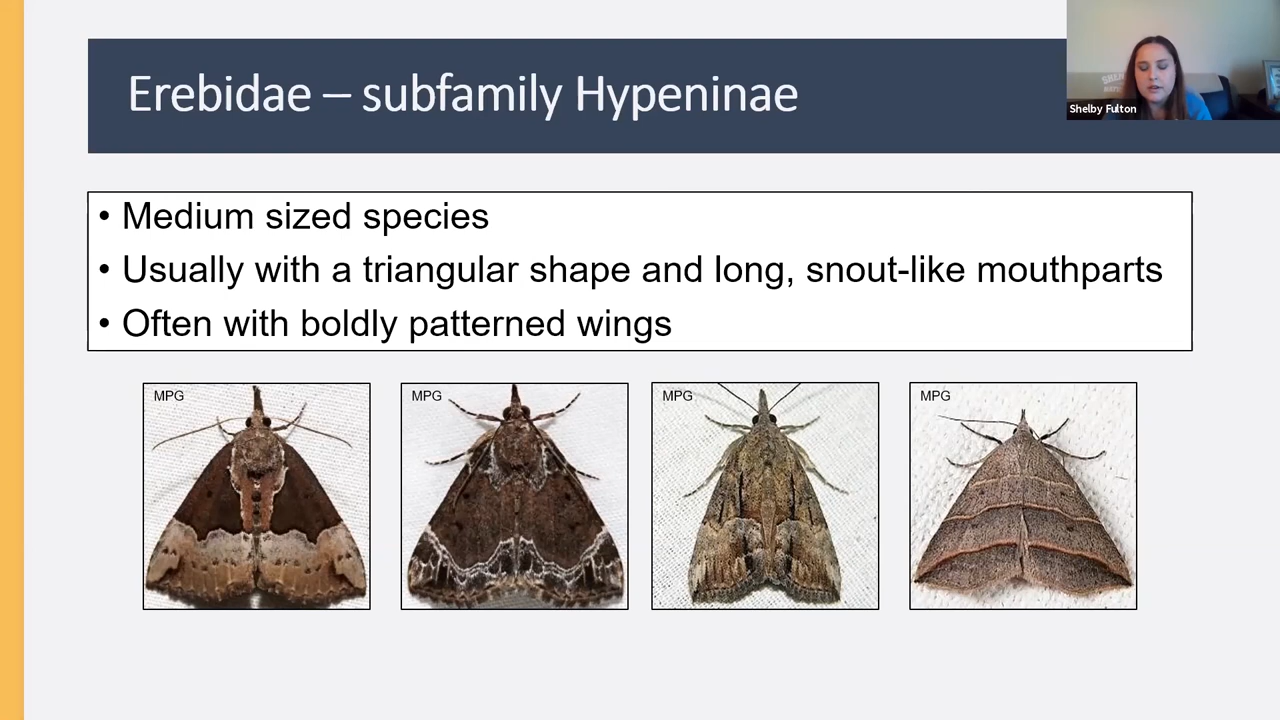 Erebidae – subfamily Hypeninae
Shelby Fulton
• Medium sized species
• Usually with a triangular shape and long, snout-like mouthparts
• Often with boldly patterned wings
MPG
MPG
MPG
MPG